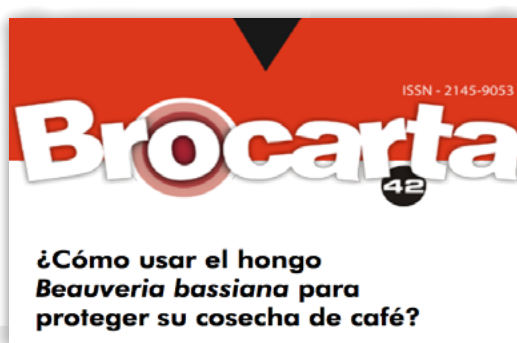 ISSN - 2145-9053
Brocarta
42
¿Cómo usar el hongo
Beauveria bassiana para
proteger su cosecha de café?